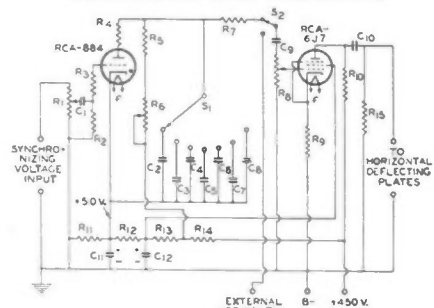 R4
RCA-884
R5
R7
S2
RCA-
6J7
C9
C10
R3
R1
C1
R2
F
R6
S1
R8
F
R10
R15
R9
SYNCHRO-
NIZING
VOLTAGE
INPUT
C2
C3
C4
C5
C6
C7
C8
TO
HORIZONTAL
DEFLECTING
PLATES
+5.0 V.
R11
R12
R13
R14
C11
C12
EXTERNAL
B-
+450 V.